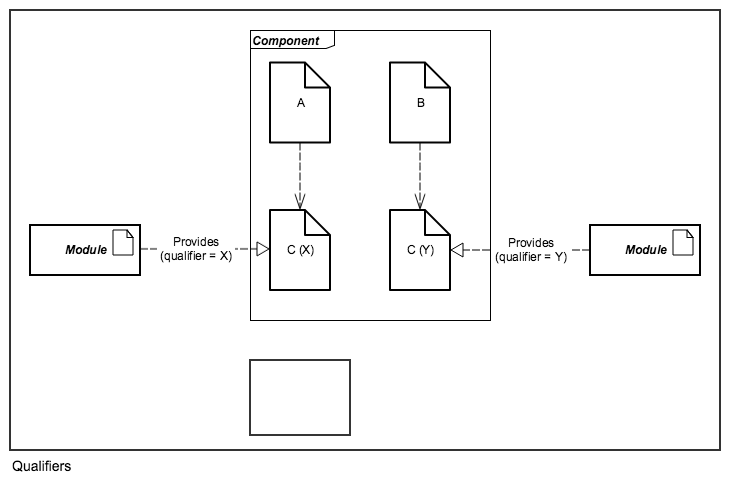 Component
A
B
Provides
(qualifier = X)
Module
C (X)
C (Y)
Provides
(qualifier = Y)
Module
Qualifiers